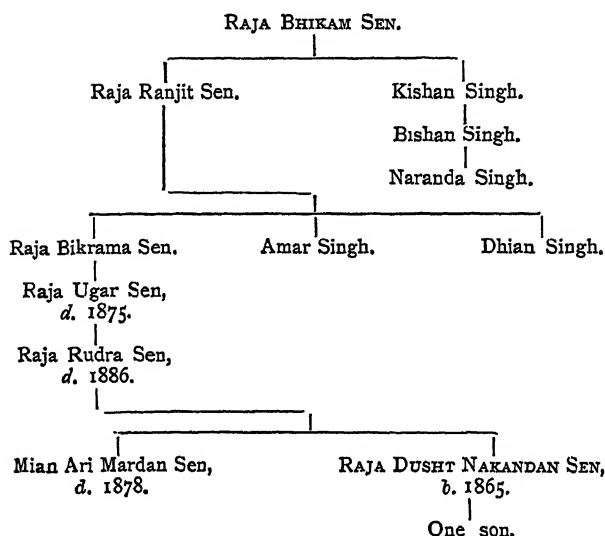 RAJA BHIKAM SEN.
Raja Ranjit Sen. Kishan Singh.
Bishan Singh.
Naranda Singh.
Raja Bikrama Sen. Amar Singh. Dhian Singh.
Raja Ugar Sen,
d. 1875.
Raja Rudra Sen,
d. 1886.
Mian Ari Mardan Sen, RAJA DUSHT NAKANDAN SEN,
d. 1878. b. 1865.
One son.